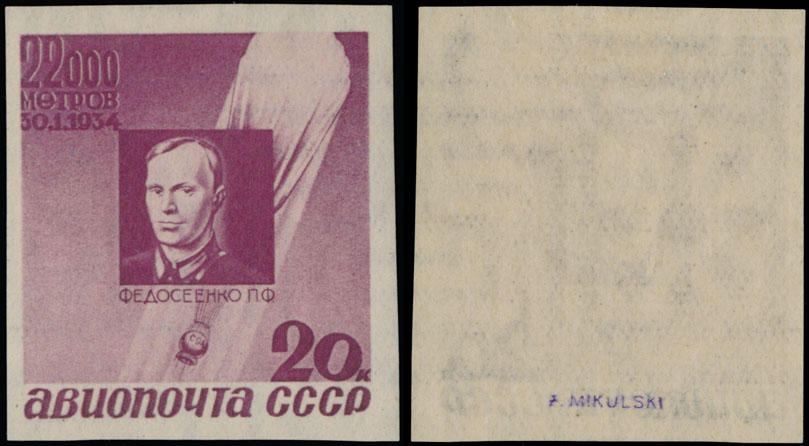 22000
МЕТРОВ
30.1.1934
ФЕДОСЕЕНКО П.Ф
20К
АВИОПОЧТА СССР
Z. MIKULSKI